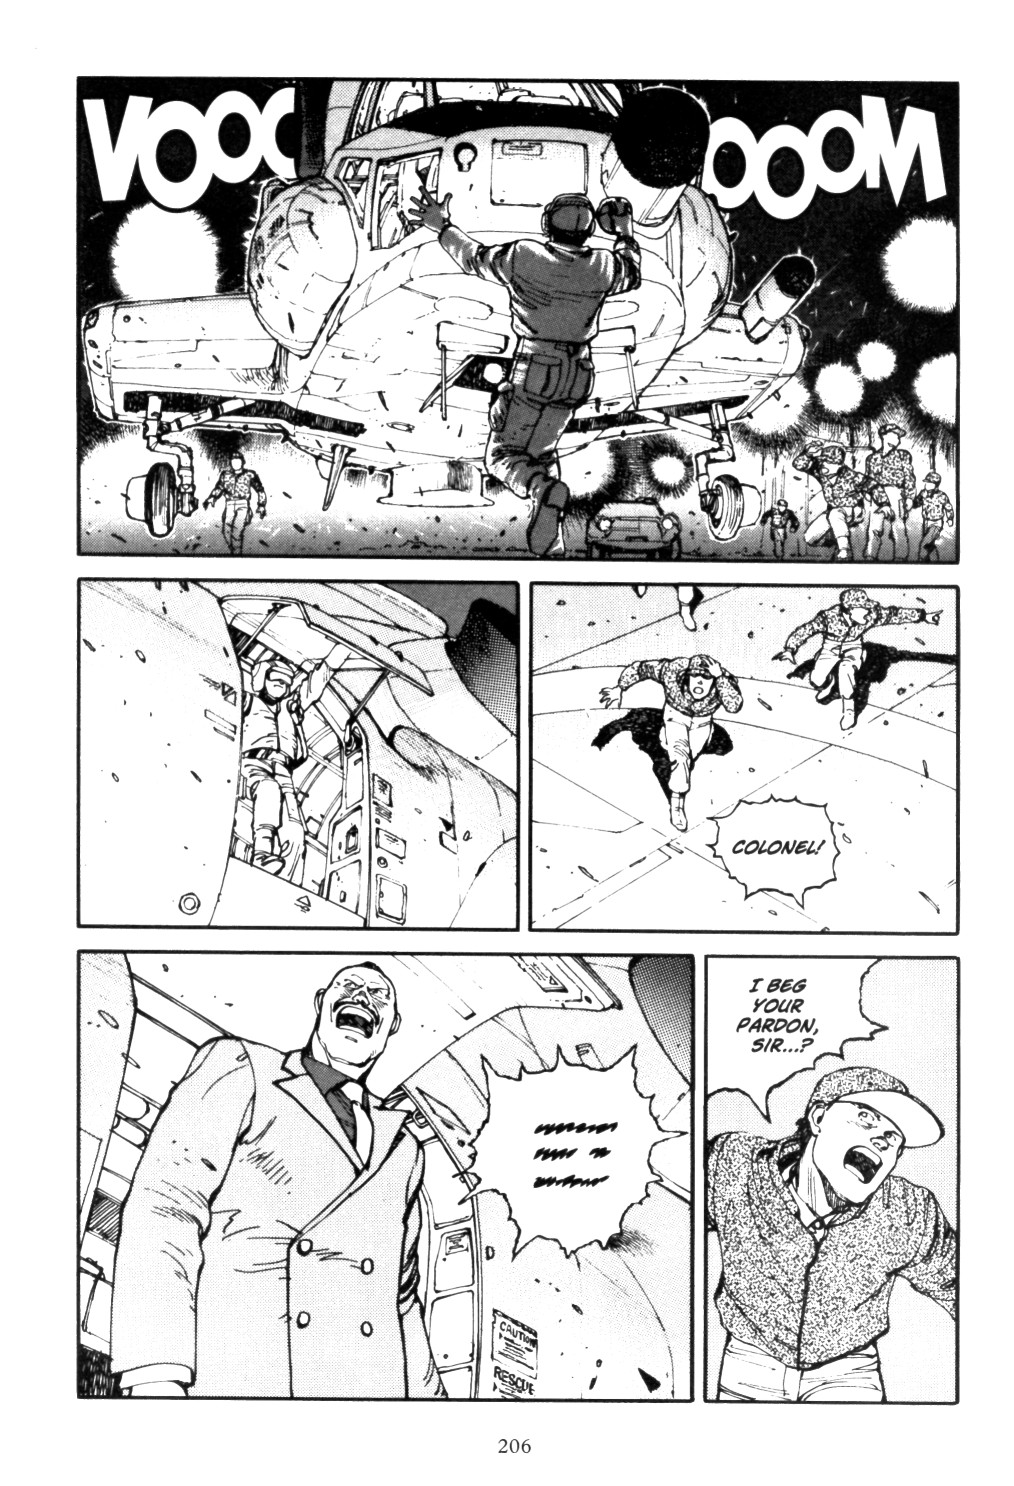 VOOO
OOOM
COLONEL!
I BEG
YOUR
PARDON,
SIR...?
CAUTION
RESCUE
206